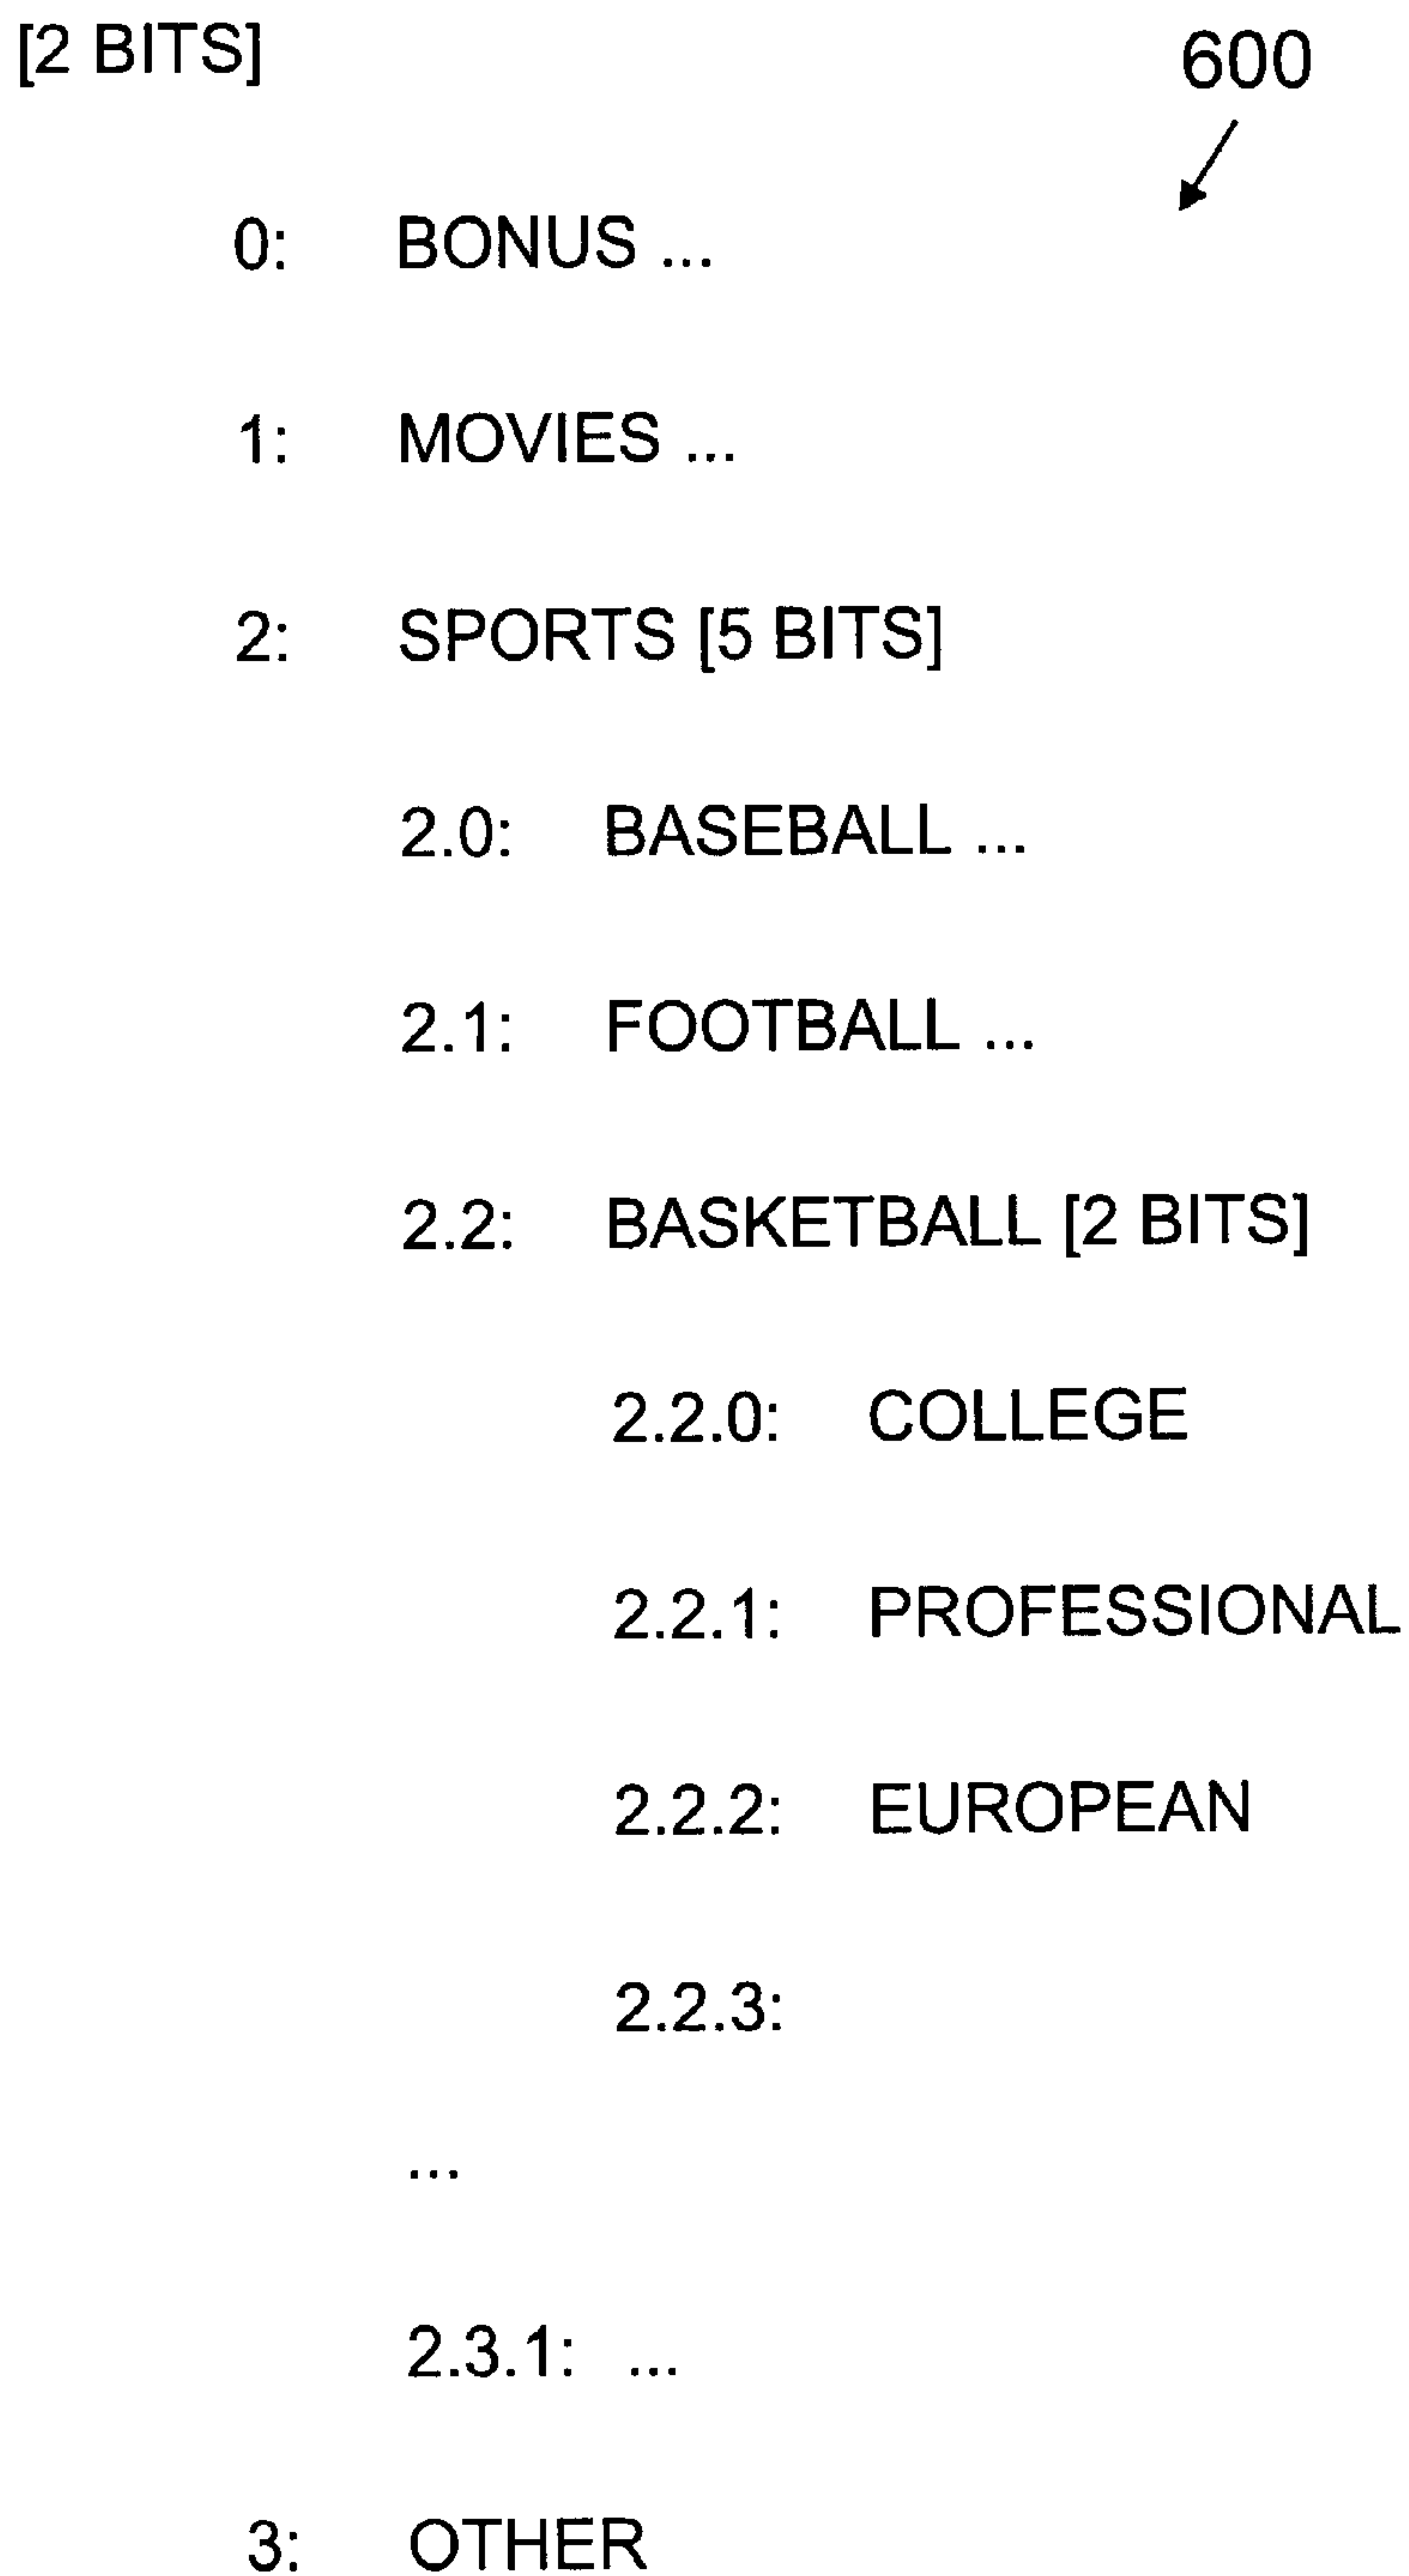 [2 BITS]
600
0: BONUS ...
1: MOVIES ...
2: SPORTS [5 BITS]
2.0: BASEBALL ...
2.1: FOOTBALL ...
2.2: BASKETBALL [2 BITS]
2.2.0: COLLEGE
2.2.1: PROFESSIONAL
2.2.2: EUROPEAN
2.2.3:
...
2.3.1: ...
3: OTHER